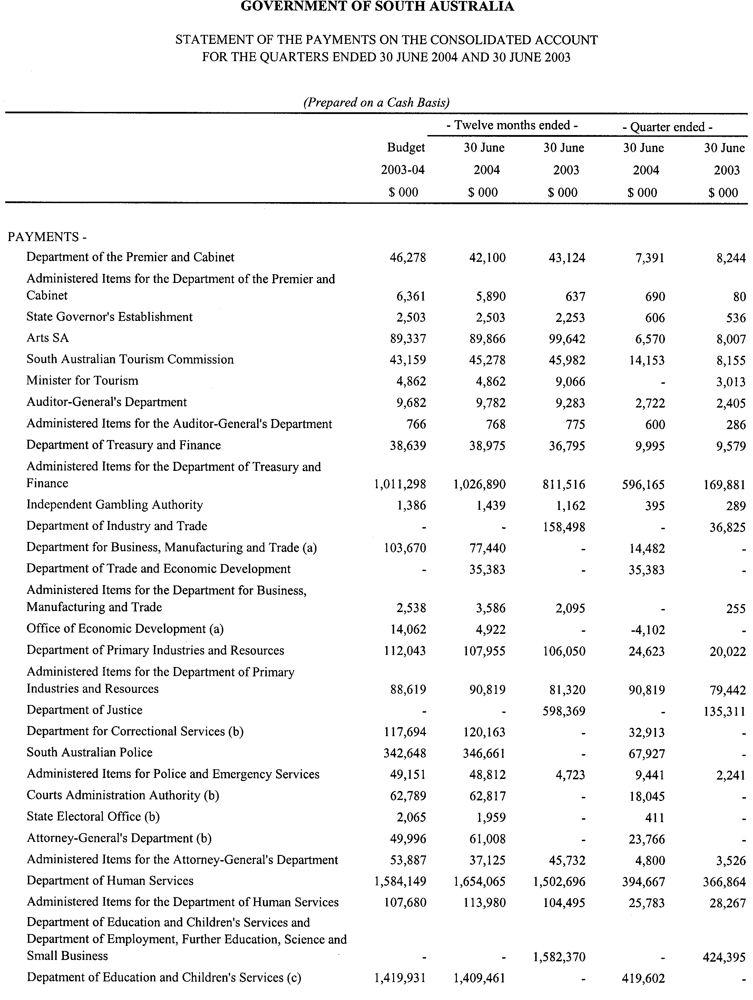 GOVERNMENT OF SOUTH AUSTRALIA
STATEMENT OF THE PAYMENTS ON THE CONSOLIDATED ACCOUNT
FOR THE QUARTERS ENDED 30 JUNE 2004 AND 30 JUNE 2003
(Prepared on a Cash Basis)
- Twelve months ended - - Quarter ended -
Budget 30 June 30 June 30 June 30 June
2003-04 2004 2003 2004 2003
$ 000 $ 000 $ 000 $ 000 $ 000
PAYMENTS -
Department of the Premier and Cabinet 46,278 42,100 43,124 7,391 8,244
Administered Items for the Department of the Premier and
Cabinet 6,361 5,890 637 690 80
State Governor's Establishment 2,503 2,503 2,253 606 536
Arts SA 89,337 89,866 99,642 6,570 8,007
South Australian Tourism Commission 43,159 45,278 45,982 14,153 8,155
Minister for Tourism 4,862 4,862 9,066 - 3,013
Auditor-General's Department 9,682 9,782 9,283 2,722 2,405
Administered Items for the Auditor-General's Department 766 768 775 600 286
Department of Treasury and Finance 38,639 38,975 36,795 9,995 9,579
Administered Items for the Department of Treasury and
Finance 1,011,298 1,026,890 811,516 596,165 169,881
Independent Gambling Authority 1,386 1,439 1,162 395 289
Department of Industry and Trade - - 158,498 - 36,825
Department for Business, Manufacturing and Trade (a) 103,670 77,440 - 14,482 -
Department of Trade and Economic Development - 35,383 - 35,383 -
Administered Items for the Department for Business,
Manufacturing and Trade 2,538 3,586 2,095 - 255
Office of Economic Development (a) 14,062 4,922 - -4,102 -
Department of Primary Industries and Resources 112,043 107,955 106,050 24,623 20,022
Administered Items for the Department of Primary
Industries and Resources 88,619 90,819 81,320 90,819 79,442
Department of Justice - - 598,369 - 135,311
Department for Correctional Services (b) 117,694 120,163 - 32,913 -
South Australian Police 342,648 346,661 - 67,927 -
Administered Items for Police and Emergency Services 49,151 48,812 4,723 9,441 2,241
Courts Administration Authority (b) 62,789 62,817 - 18,045 -
State Electoral Office (b) 2,065 1,959 - 411 -
Attorney-General's Department (b) 49,996 61,008 - 23,766 -
Administered Items for the Attorney-General's Department 53,887 37,125 45,732 4,800 3,526
Department of Human Services 1,584,149 1,654,065 1,502,696 394,667 366,864
Administered Items for the Department of Human Services 107,680 113,980 104,495 25,783 28,267
Department of Education and Children's Services and
Department of Employment, Further Education, Science and
Small Business - - 1,582,370 - 424,395
Depatment of Education and Children's Services (c) 1,419,931 1,409,461 - 419,602 -